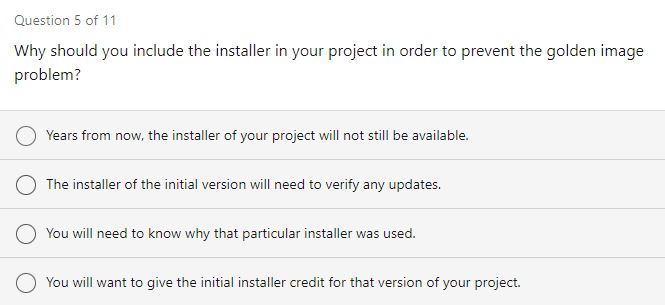 Question 5 of 11
Why should you include the installer in your project in order to prevent the golden image
problem?
Years from now, the installer of your project will not still be available.
The installer of the initial version will need to verify any updates.
You will need to know why that particular installer was used.
You will want to give the initial installer credit for that version of your project.